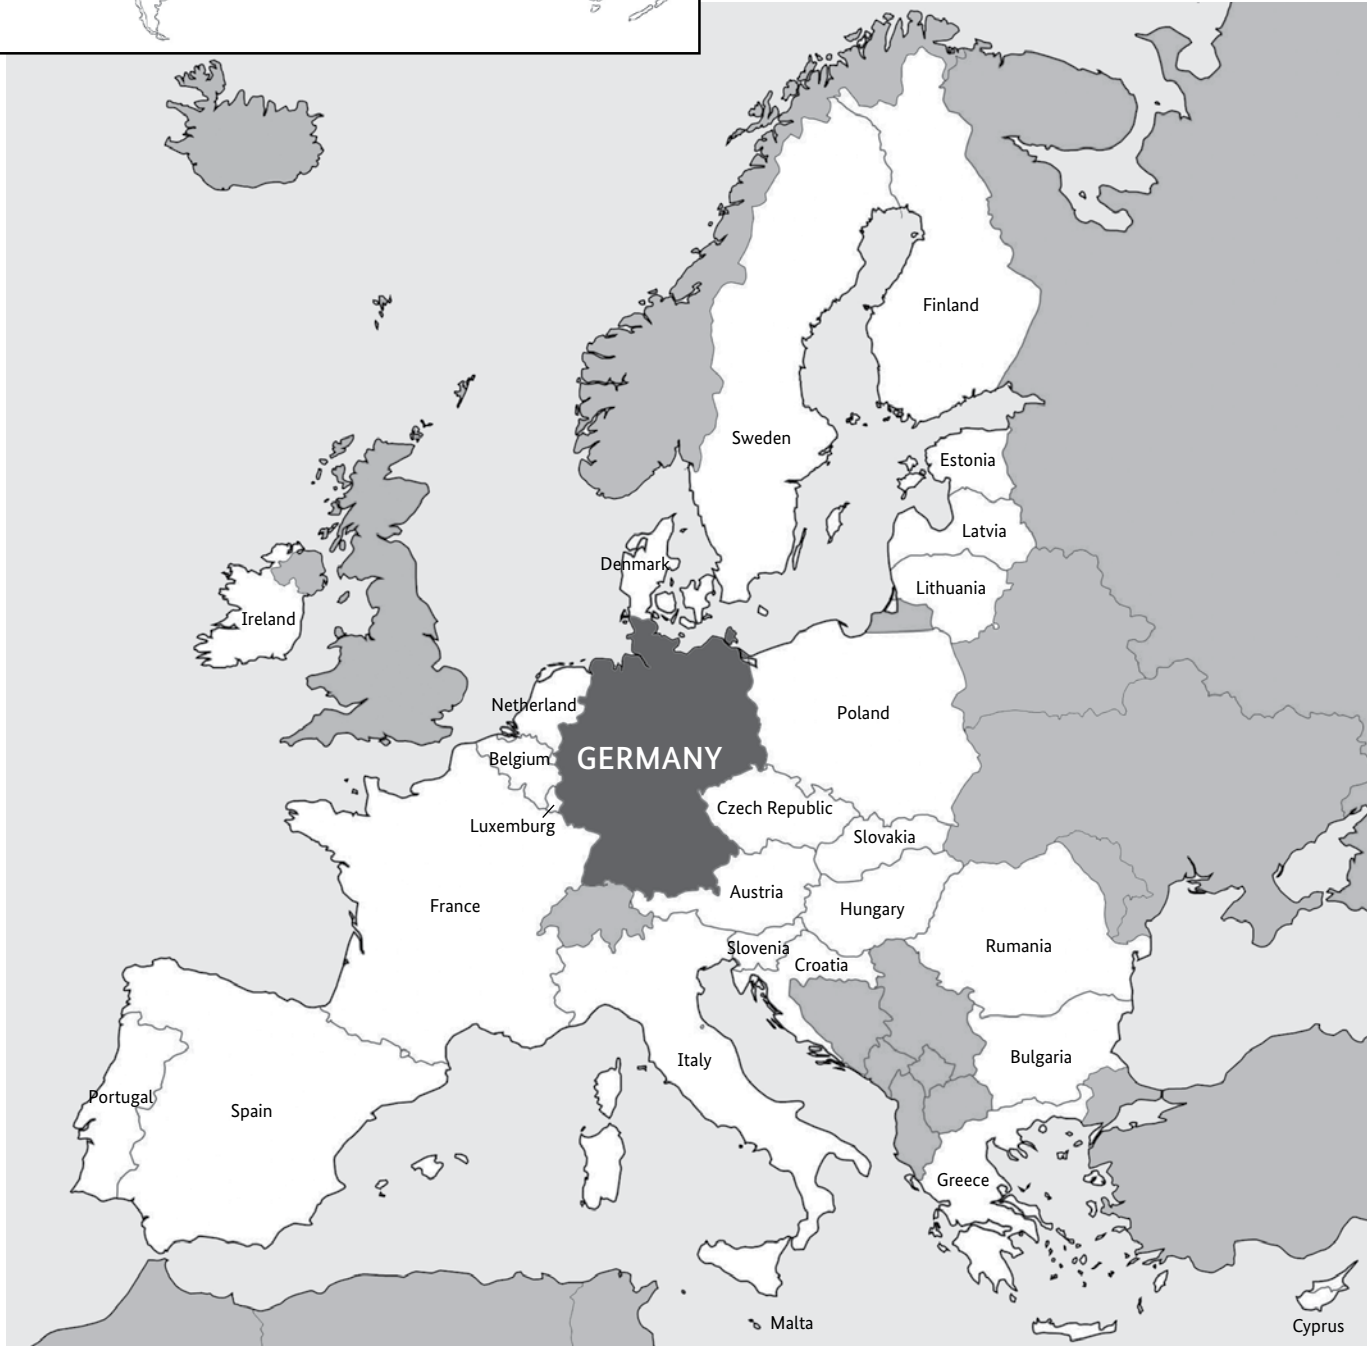 Finland
Sweden
Estonia
Latvia
Denmark
Lithuania
Ireland
Netherland
Poland
Belgium
GERMANY
Czech Republic
Luxemburg
Slovakia
Austria
France
Hungary
Rumania
Slovenia
Croatia
Italy
Bulgaria
Portugal
Spain
Greece
Malta
Cyprus